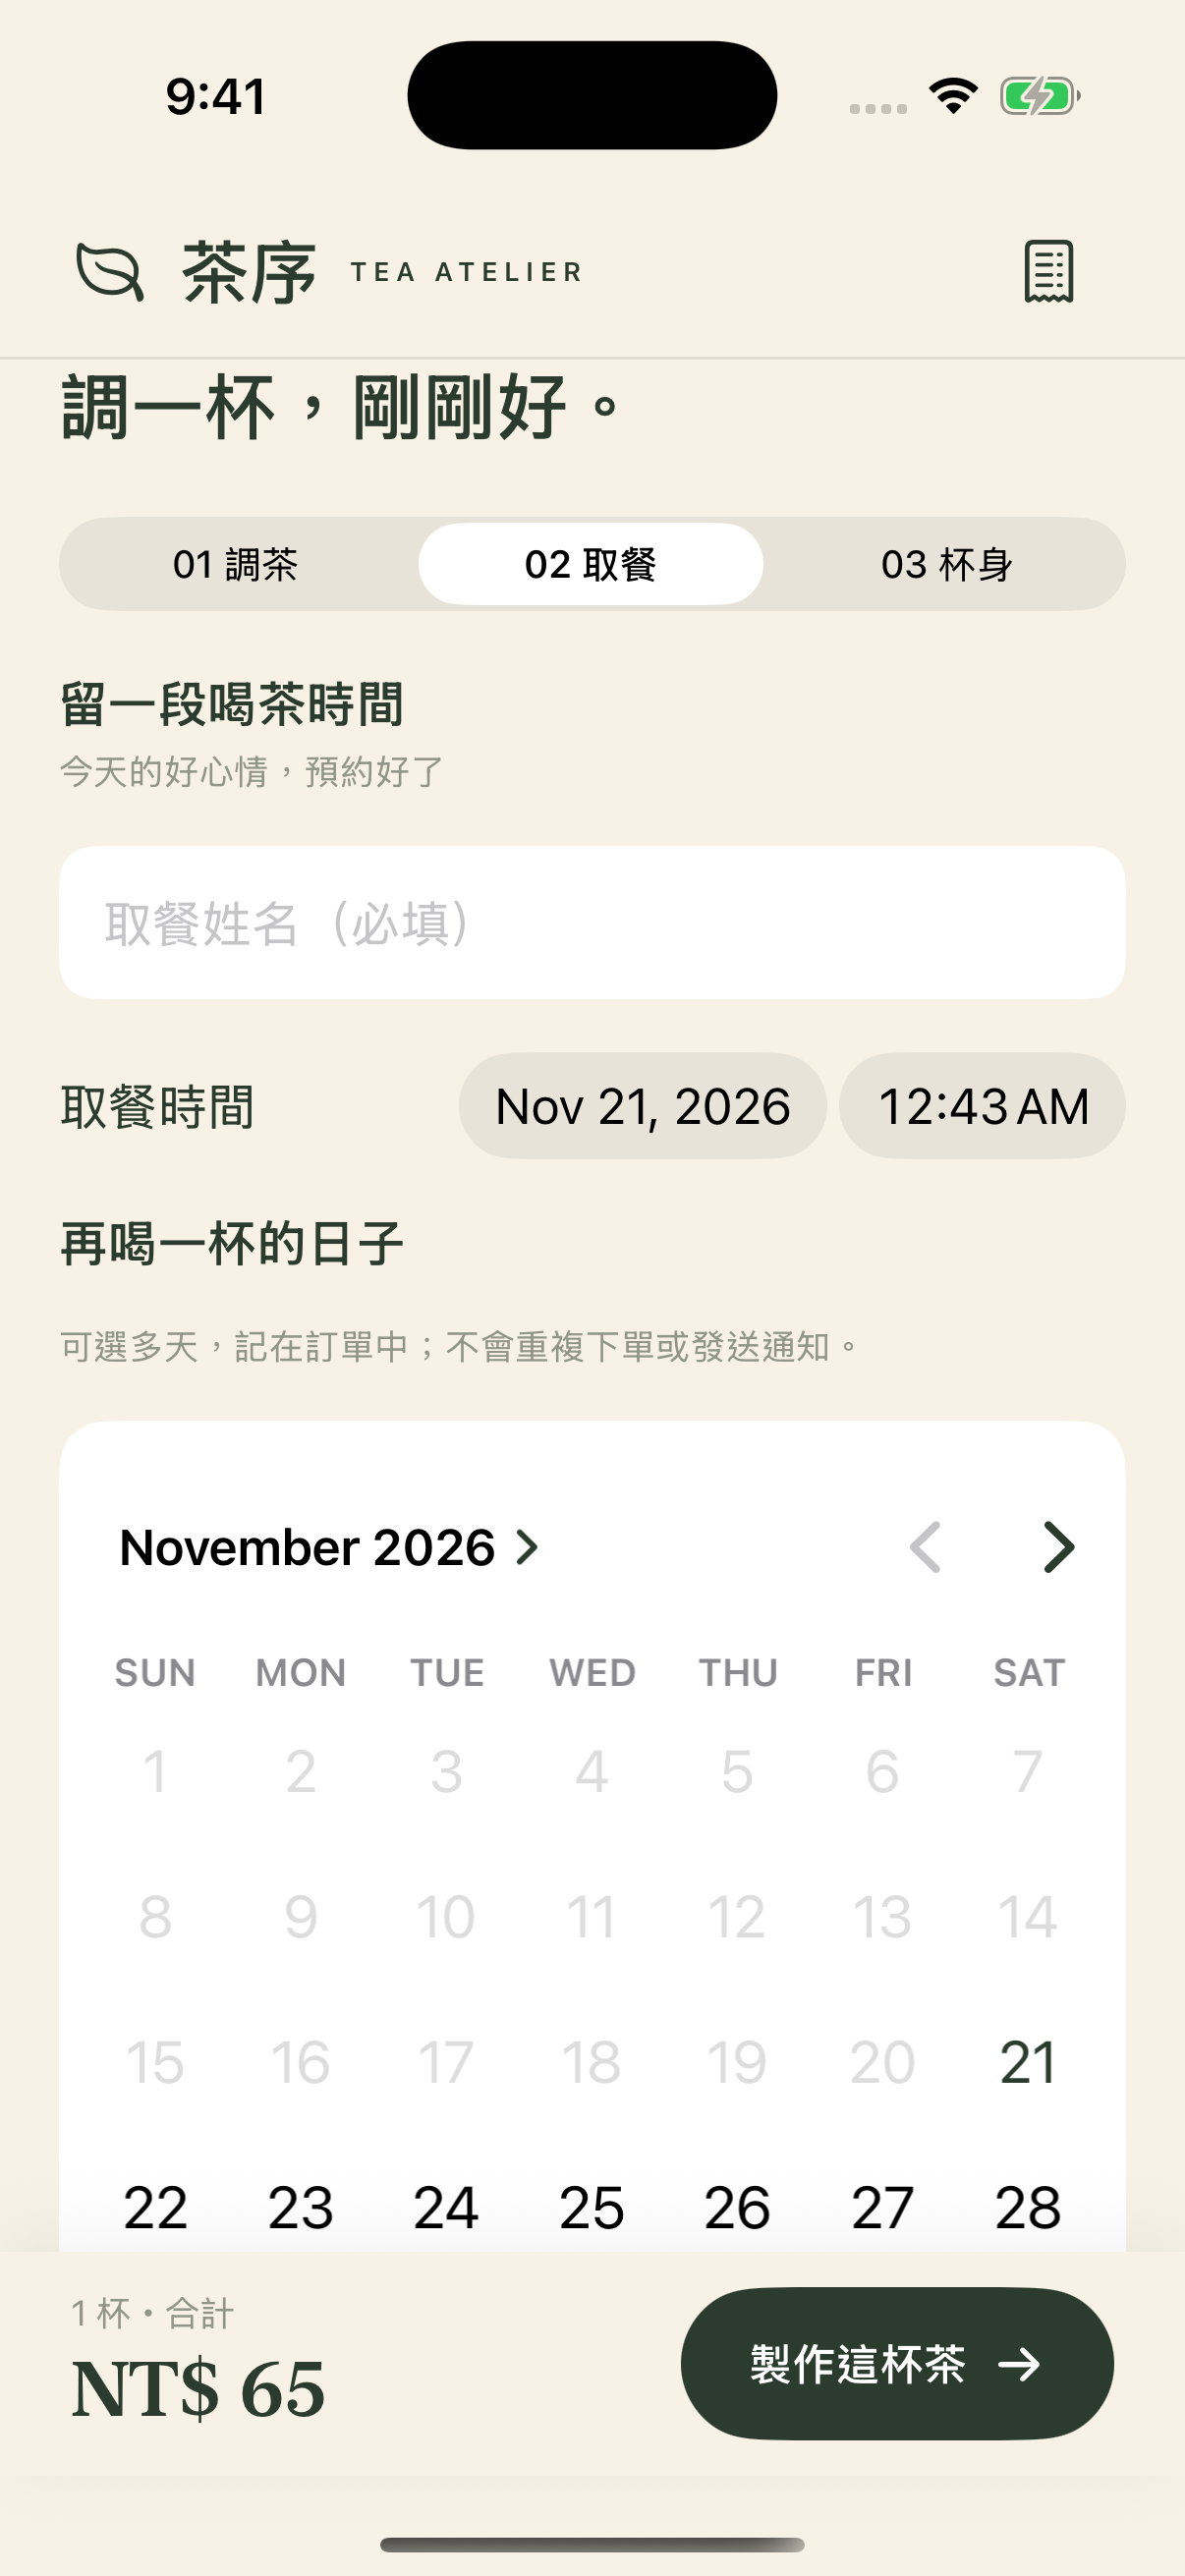 9:41
茶序 TEA ATELIER
調一杯，剛剛好。
01 調茶 02 取餐 03 杯身
留一段喝茶時間
今天的好心情，預約好了
取餐姓名（必填）
取餐時間 Nov 21, 2026 12:43 AM
再喝一杯的日子
可選多天，記在訂單中；不會重複下單或發送通知。
November 2026
SUN MON TUE WED THU FRI SAT
1 2 3 4 5 6 7
8 9 10 11 12 13 14
15 16 17 18 19 20 21
22 23 24 25 26 27 28
1 杯・合計
NT$ 65
製作這杯茶 →